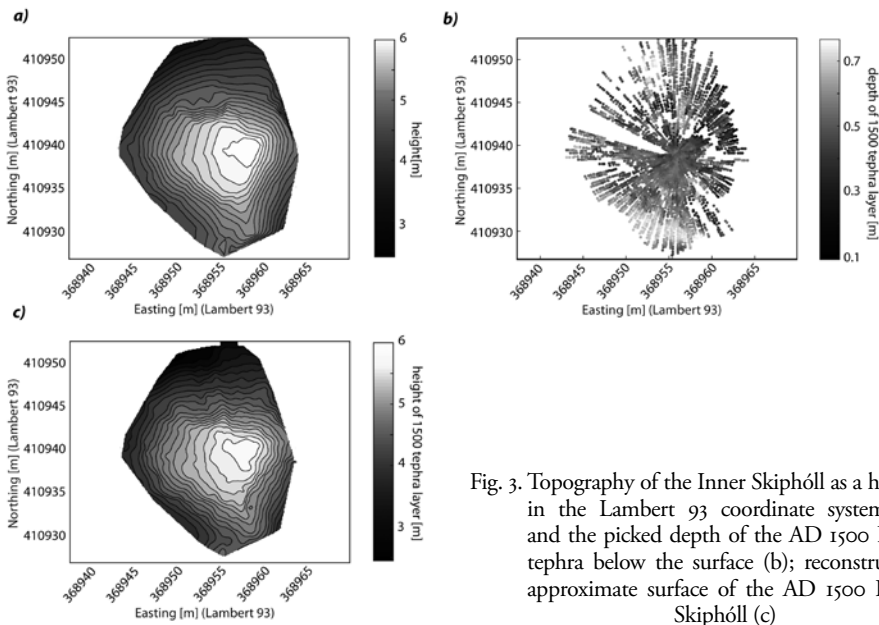 a)
410950
410945
410940
410935
410930
Northing [m] (Lambert 93)
368940
368945
368950
368955
368960
368965
Easting [m] (Lambert 93)
6
5
4
3
height[m]
b)
410950
410945
410940
410935
410930
Northing [m] (Lambert 93)
368940
368945
368950
368955
368960
368965
Easting [m] (Lambert 93)
0.7
0.5
0.3
0.1
depth of 1500 tephra layer [m]
c)
410950
410945
410940
410935
410930
Northing [m] (Lambert 93)
368940
368945
368950
368955
368960
368965
Easting [m] (Lambert 93)
6
5
4
3
height of 1500 tephra layer [m]
Fig. 3. Topography of the Inner Skiphóll as a h
in the Lambert 93 coordinate system
and the picked depth of the AD 1500
tephra below the surface (b); reconstru
approximate surface of the AD 1500
Skiphóll (c)